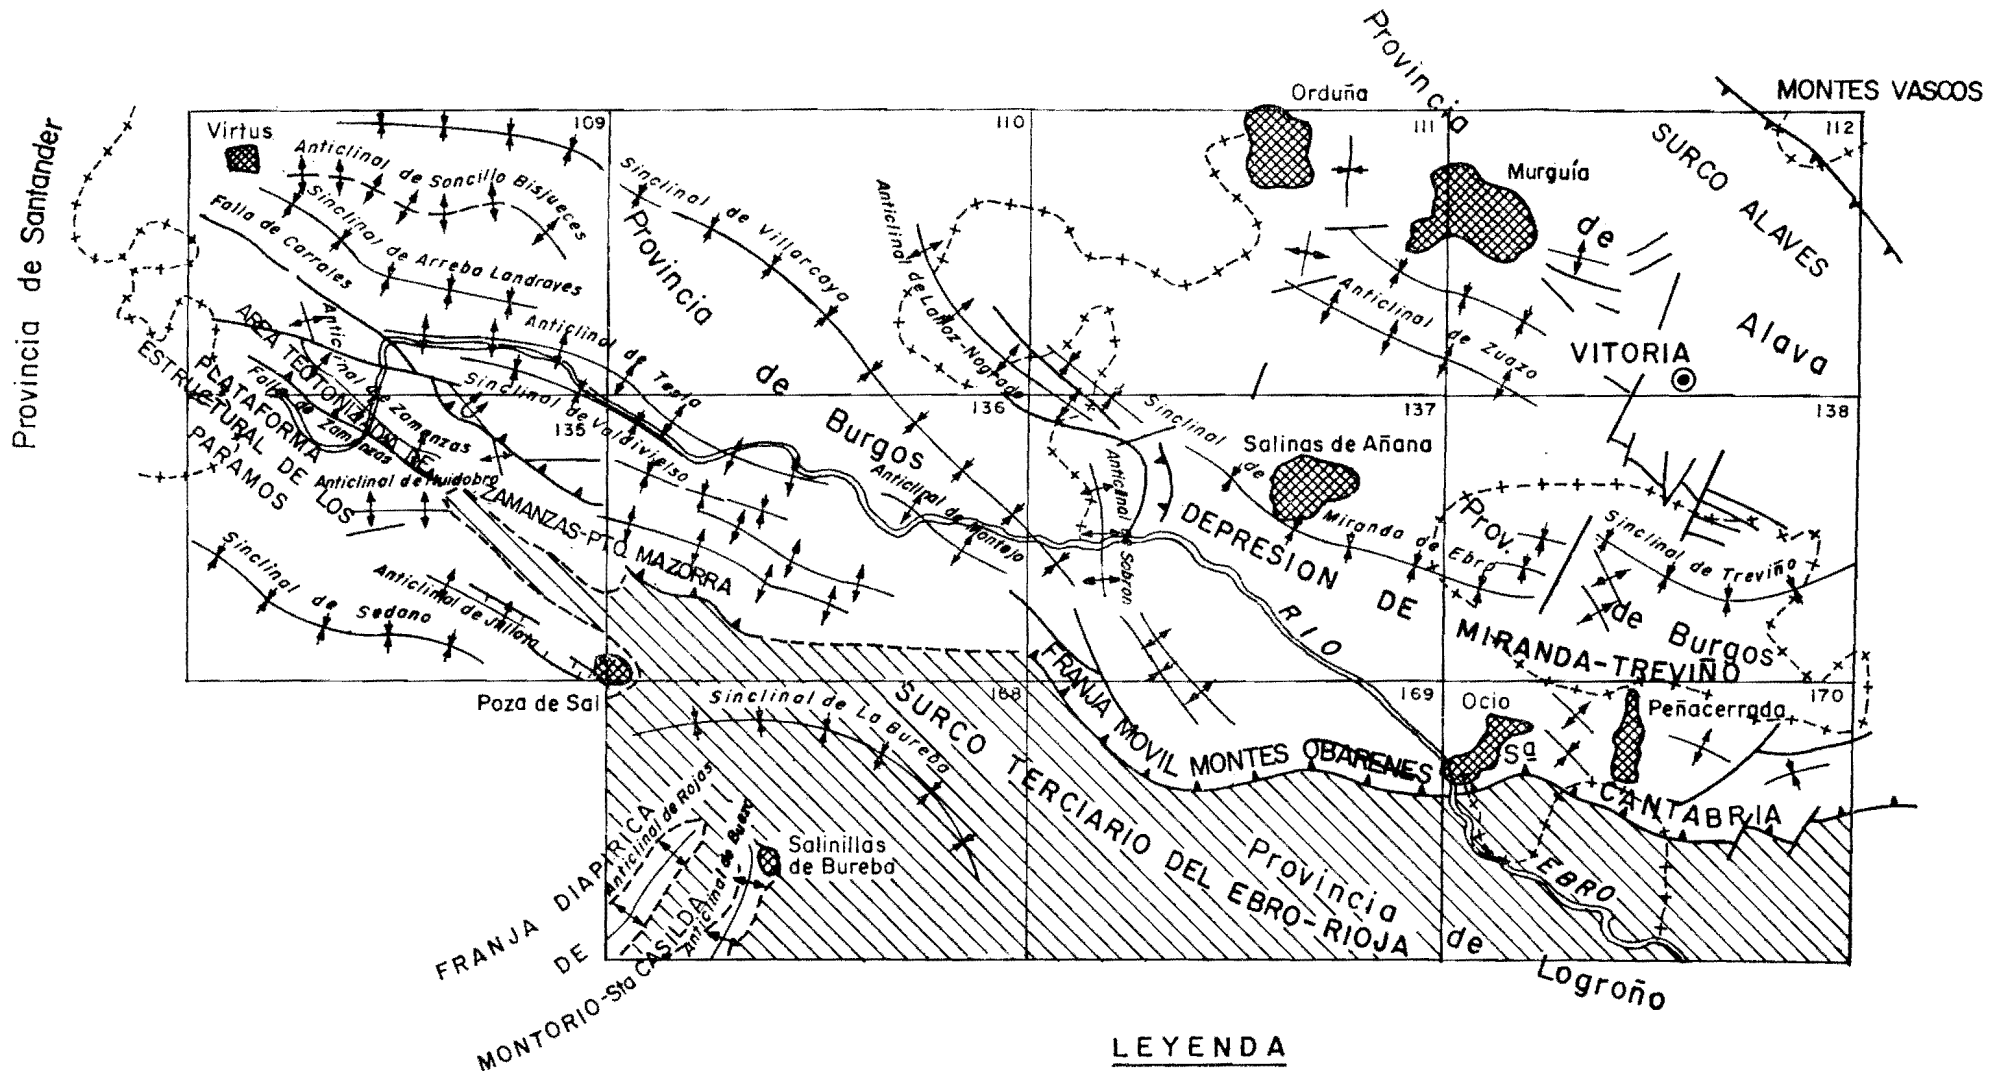 Provincia de Santander
Provincia
de
Alava
MONTES VASCOS
SURCO ALAVES
Orduña
109
110
111
112
Virtus
Murguía
Anticlinal de Soncillo Bisjueces
Sinclinal de Villarcayo
Sinclinal de Arreba Landraves
Falla de Carrales
Anticlinal de Lahoz-Nograro
Provincia
de
Burgos
Anticlinal de Zuazo
VITORIA
Anticlinal de Tesla
Sinclinal de Valdivielso
AREA TECTONIZADA DE
ZAMANZAS-PTO. MAZORRA
Anticlinal de Zamanzas
Falla de Zamanzas
PLATAFORMA
ESTRUCTURAL DE LOS
PARAMOS
135
136
137
138
Salinas de Añana
Sinclinal de Miranda de Ebro
Anticlinal de Huidobro
Anticlinal de Montejo
Anticlinal de Sobron
DEPRESION DE
MIRANDA-TREVIÑO
Prov.
de Burgos
Sinclinal de Treviño
Sinclinal de Sedano
RIO
EBRO
Poza de Sal
168
169
170
Sinclinal de La Bureba
SURCO TERCIARIO DEL EBRO-RIOJA
FRANJA MOVIL MONTES OBARENES
Ocio
Peñacerrada
Sª
CANTABRIA
Anticlinal de Rojas
Salinillas
de Bureba
FRANJA DIAPIRICA
DE
MONTORIO-Sta CASILDA
Provincia
de
Logroño
LEYENDA